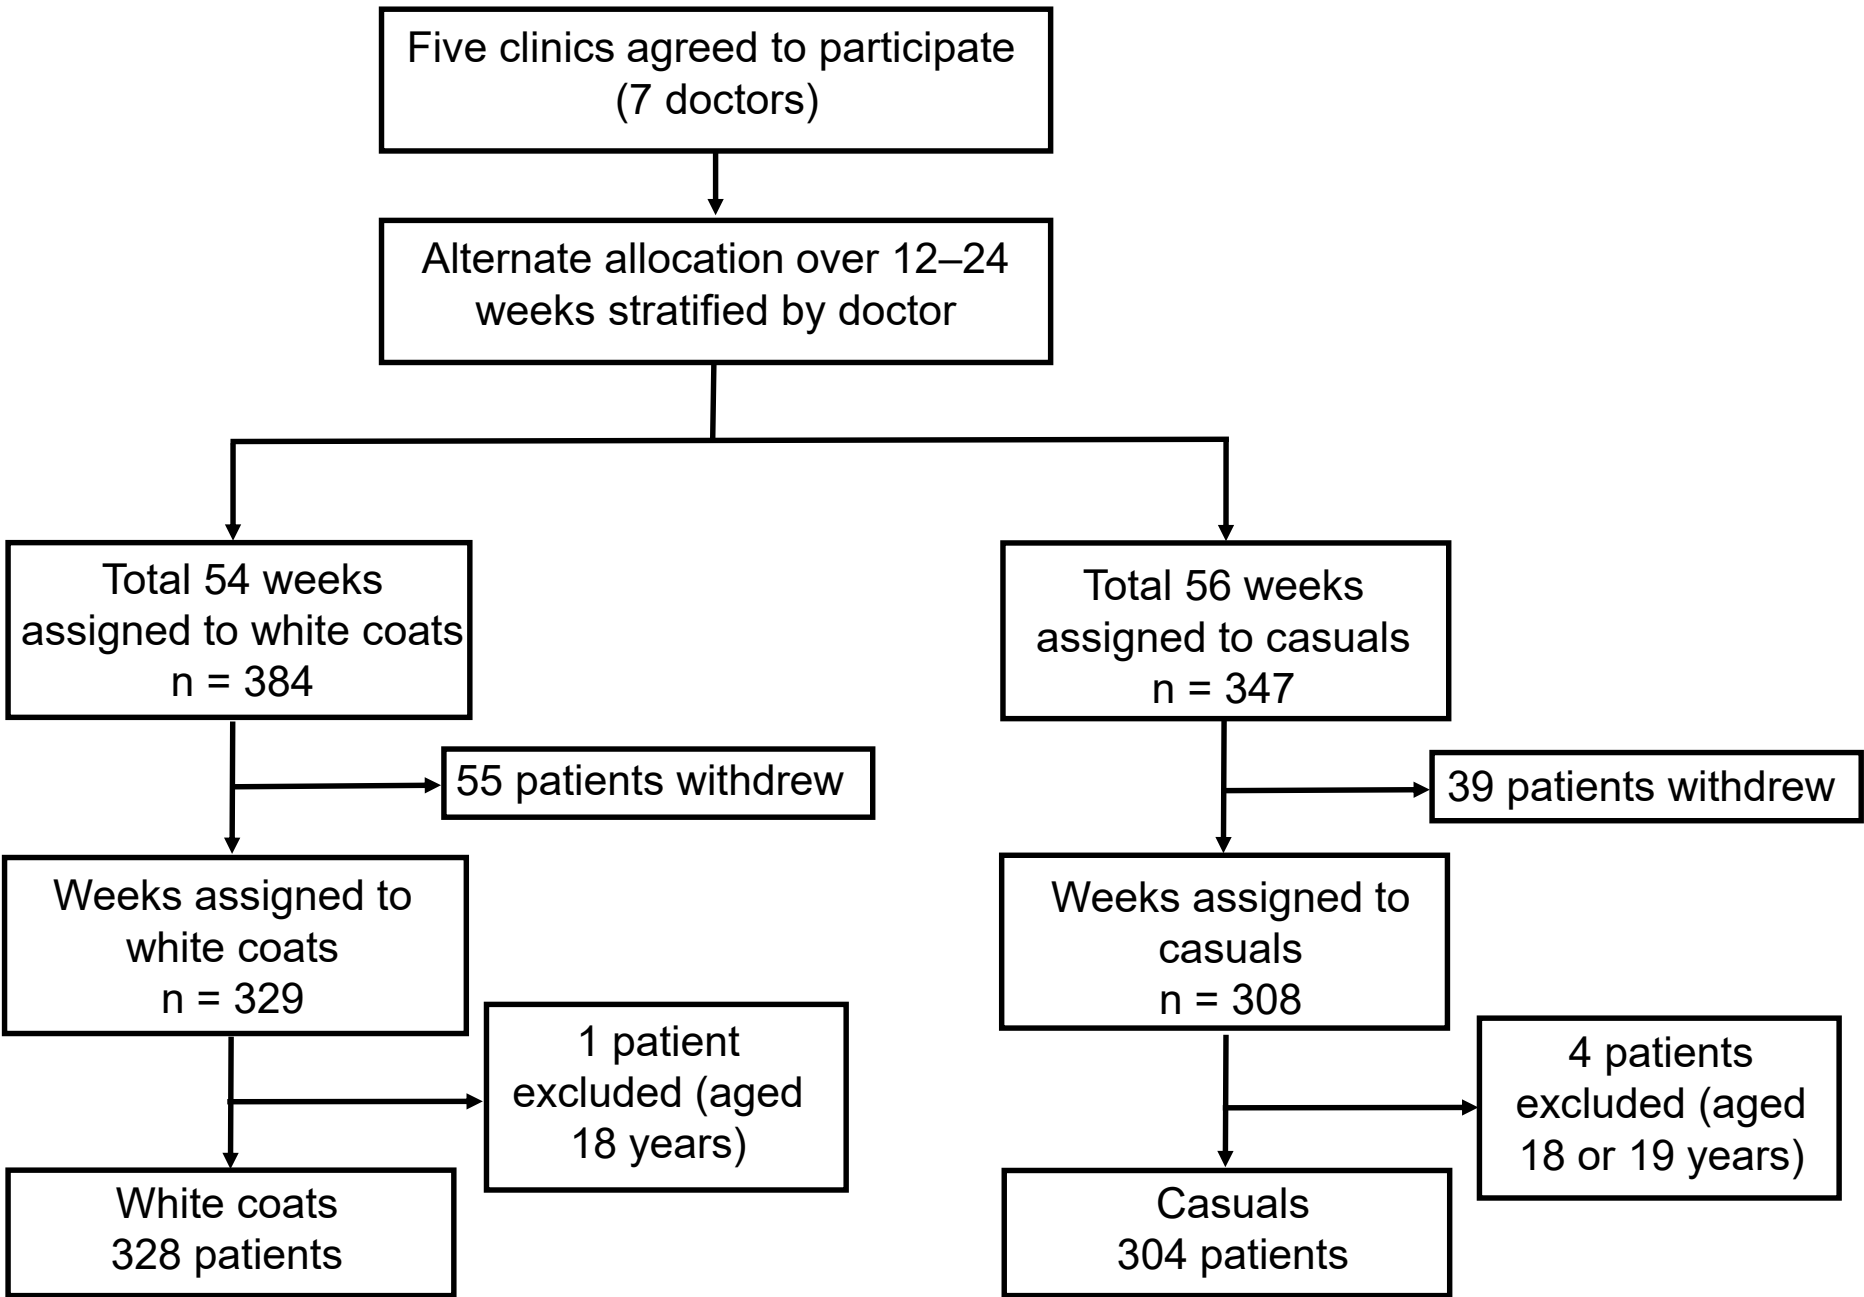 Five clinics agreed to participate
(7 doctors)
Alternate allocation over 12–24
weeks stratified by doctor
Total 54 weeks
assigned to white coats
n = 384
Total 56 weeks
assigned to casuals
n = 347
55 patients withdrew
39 patients withdrew
Weeks assigned to
white coats
n = 329
Weeks assigned to
casuals
n = 308
1 patient
excluded (aged
18 years)
4 patients
excluded (aged
18 or 19 years)
White coats
328 patients
Casuals
304 patients